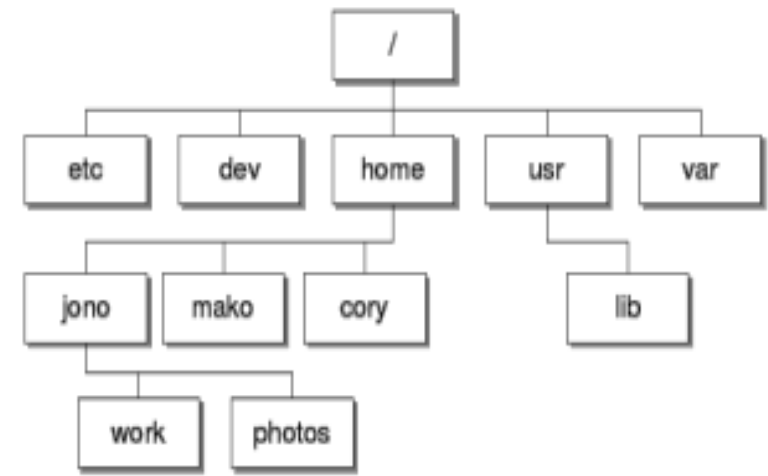 /
etc dev home usr var
jono mako cory lib
work photos